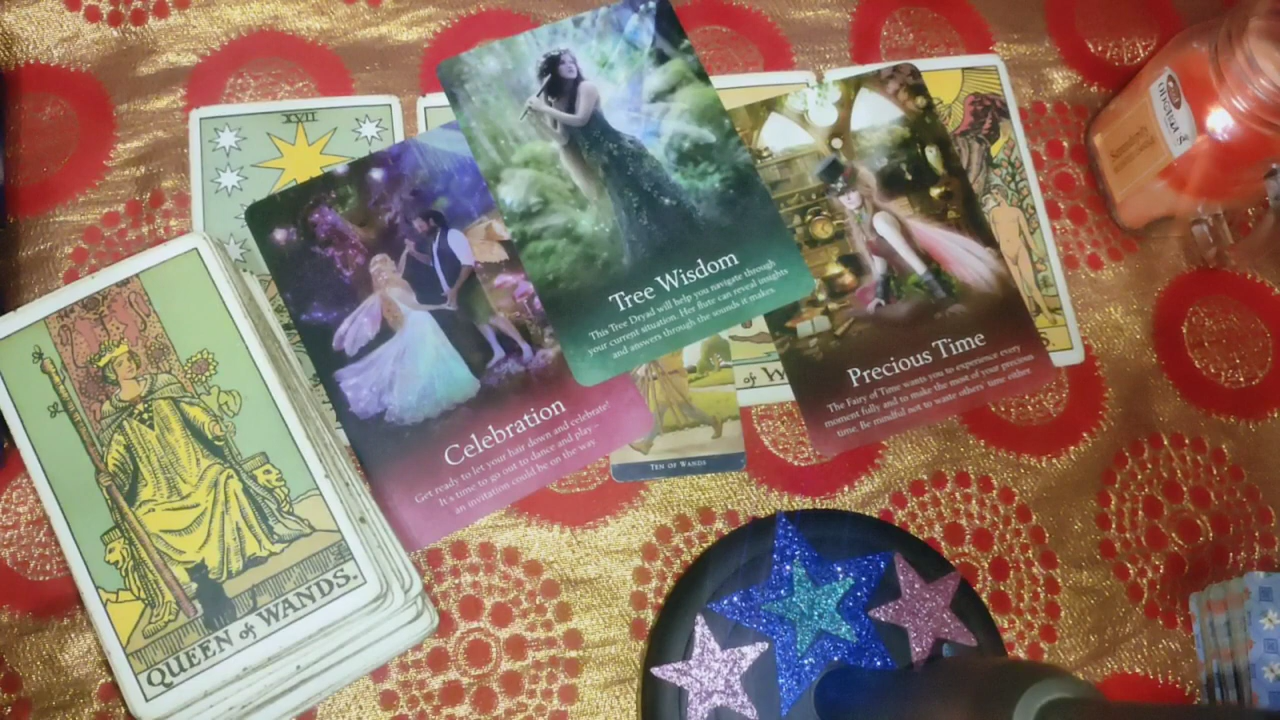 XVII
QUEEN of WANDS.
Celebration
Get ready to let your hair down and celebrate!
It's time to go out to dance and play –
an invitation could be on the way.
Tree Wisdom
This Tree Dryad will help you navigate through
your current situation. Her flute can reveal insights
and answers through the sounds it makes.
TEN OF WANDS
of W
Precious Time
The Fairy of Time wants you to experience every
moment fully and to make the most of your precious
time. Be mindful not to waste others' time either.